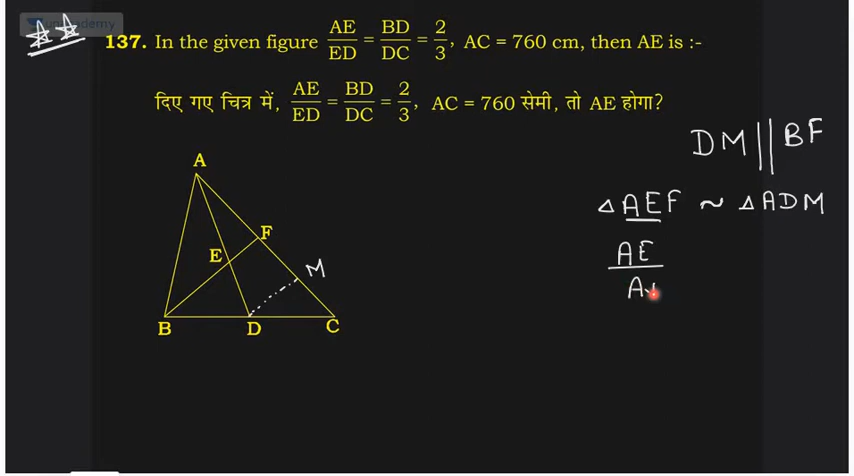 unacademy
137. In the given figure AE/ED = BD/DC = 2/3, AC = 760 cm, then AE is :-
दिए गए चित्र में, AE/ED = BD/DC = 2/3, AC = 760 सेमी, तो AE होगा?
DM || BF
△AEF ~ △ADM
AE
A
A
F
E
M
B D C